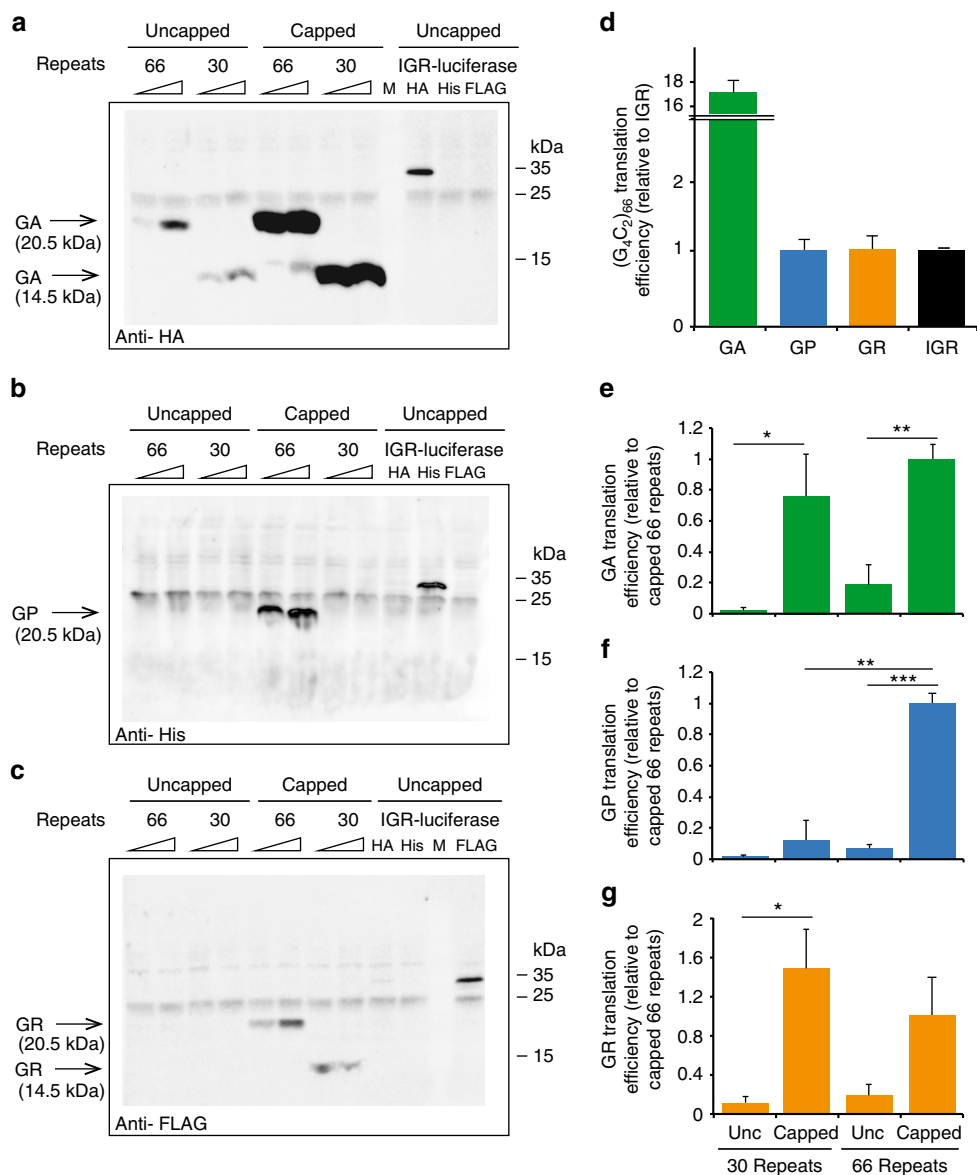 a
Uncapped Capped Uncapped
Repeats 66 30 66 30 IGR-luciferase
M HA His FLAG
kDa
35
25
GA
(20.5 kDa)
15
GA
(14.5 kDa)
Anti- HA
b
Uncapped Capped Uncapped
Repeats 66 30 66 30 IGR-luciferase
HA His FLAG
kDa
35
25
GP
(20.5 kDa)
15
Anti- His
c
Uncapped Capped Uncapped
Repeats 66 30 66 30 IGR-luciferase
HA His M FLAG
kDa
35
25
GR
(20.5 kDa)
15
GR
(14.5 kDa)
Anti- FLAG
d
(G4C2)66 translation
efficiency (relative to IGR)
18
16
2
1
0
GA GP GR IGR
e
GA translation
efficiency (relative to
capped 66 repeats)
1.2
1
0.8
0.6
0.4
0.2
0
* **
f
GP translation
efficiency (relative to
capped 66 repeats)
1.2
1
0.8
0.6
0.4
0.2
0
**
***
g
GR translation
efficiency (relative to
capped 66 repeats)
2
1.6
1.2
0.8
0.4
0
*
Unc Capped Unc Capped
30 Repeats 66 Repeats